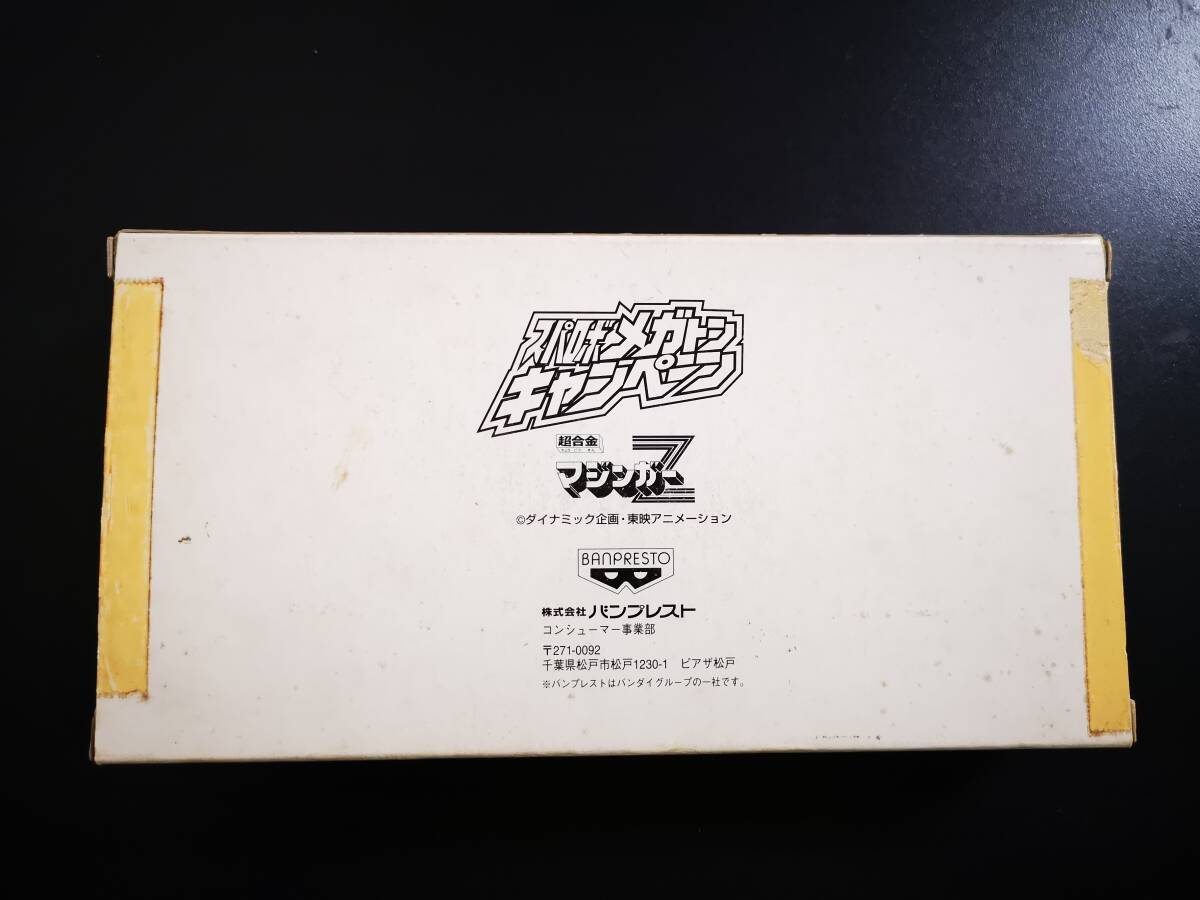 スパロボメガトン
キャンペーン
超合金
マジンガーZ
©ダイナミック企画・東映アニメーション
BANPRESTO
株式会社 バンプレスト
コンシューマー事業部
〒271-0092
千葉県松戸市松戸1230-1 ピアザ松戸
※バンプレストはバンダイグループの一社です。